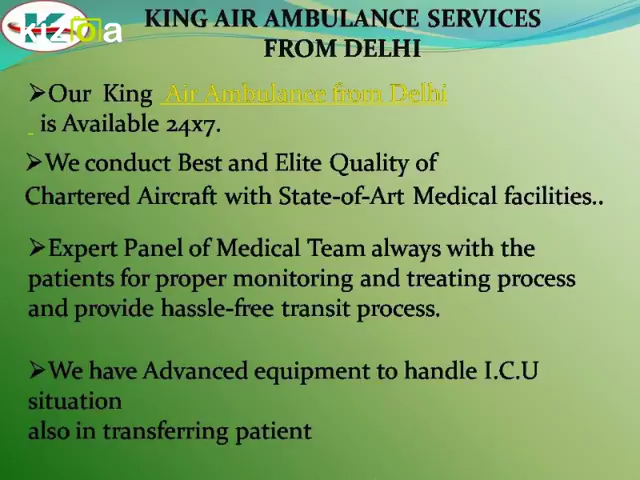 kizoa
KING AIR AMBULANCE SERVICES
FROM DELHI
➢Our King Air Ambulance from Delhi
is Available 24x7.
➢We conduct Best and Elite Quality of
Chartered Aircraft with State-of-Art Medical facilities..
➢Expert Panel of Medical Team always with the
patients for proper monitoring and treating process
and provide hassle-free transit process.
➢We have Advanced equipment to handle I.C.U
situation
also in transferring patient